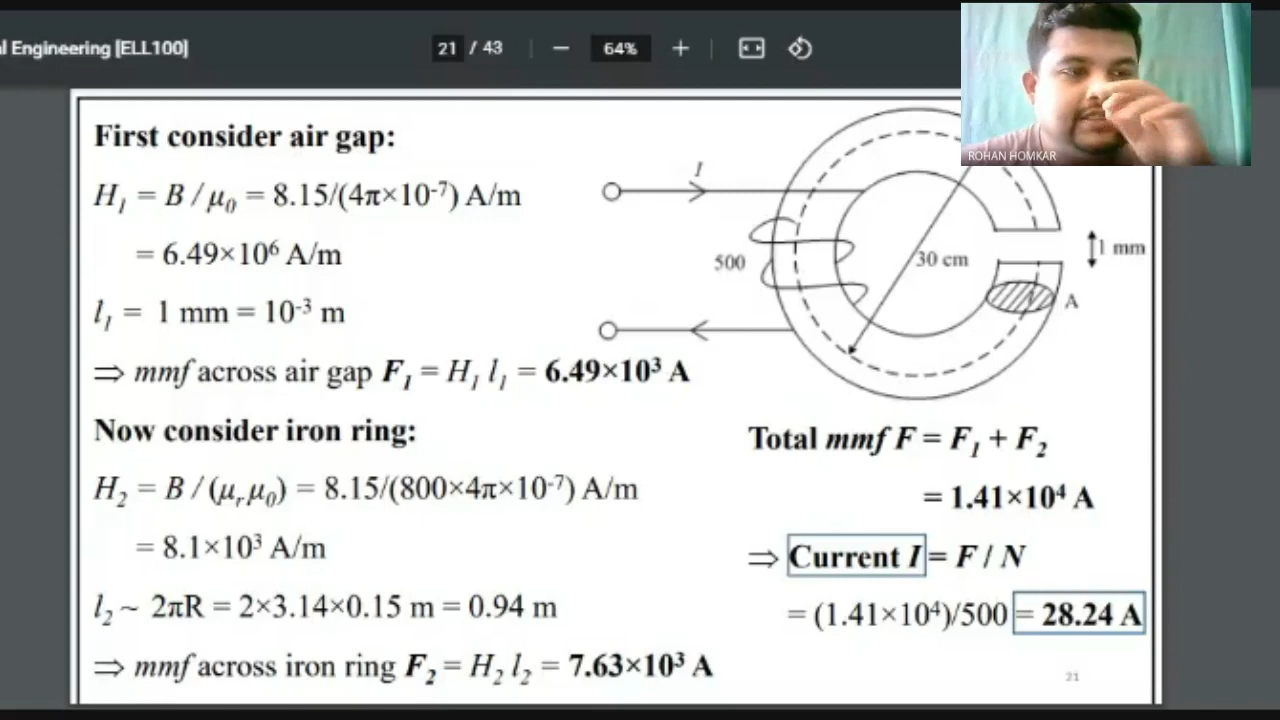 al Engineering [ELL100]
21 / 43
64%
ROHAN HOMKAR
First consider air gap:
H₁ = B / μ₀ = 8.15/(4π×10⁻⁷) A/m
= 6.49×10⁶ A/m
l₁ = 1 mm = 10⁻³ m
⇒ mmf across air gap F₁ = H₁ l₁ = 6.49×10³ A
Now consider iron ring:
H₂ = B / (μᵣμ₀) = 8.15/(800×4π×10⁻⁷) A/m
= 8.1×10³ A/m
l₂ ~ 2πR = 2×3.14×0.15 m = 0.94 m
⇒ mmf across iron ring F₂ = H₂ l₂ = 7.63×10³ A
I
500
30 cm
1 mm
A
Total mmf F = F₁ + F₂
= 1.41×10⁴ A
⇒ Current I = F / N
= (1.41×10⁴)/500 = 28.24 A
21